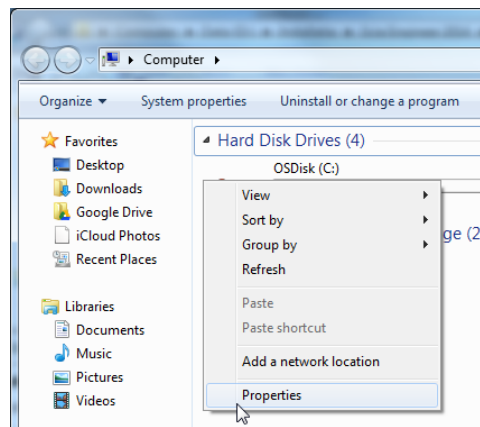 Computer
Organize System properties Uninstall or change a program
Favorites
Desktop
Downloads
Google Drive
iCloud Photos
Recent Places
Libraries
Documents
Music
Pictures
Videos
Hard Disk Drives (4)
OSDisk (C:)
ge (2
View
Sort by
Group by
Refresh
Paste
Paste shortcut
Add a network location
Properties